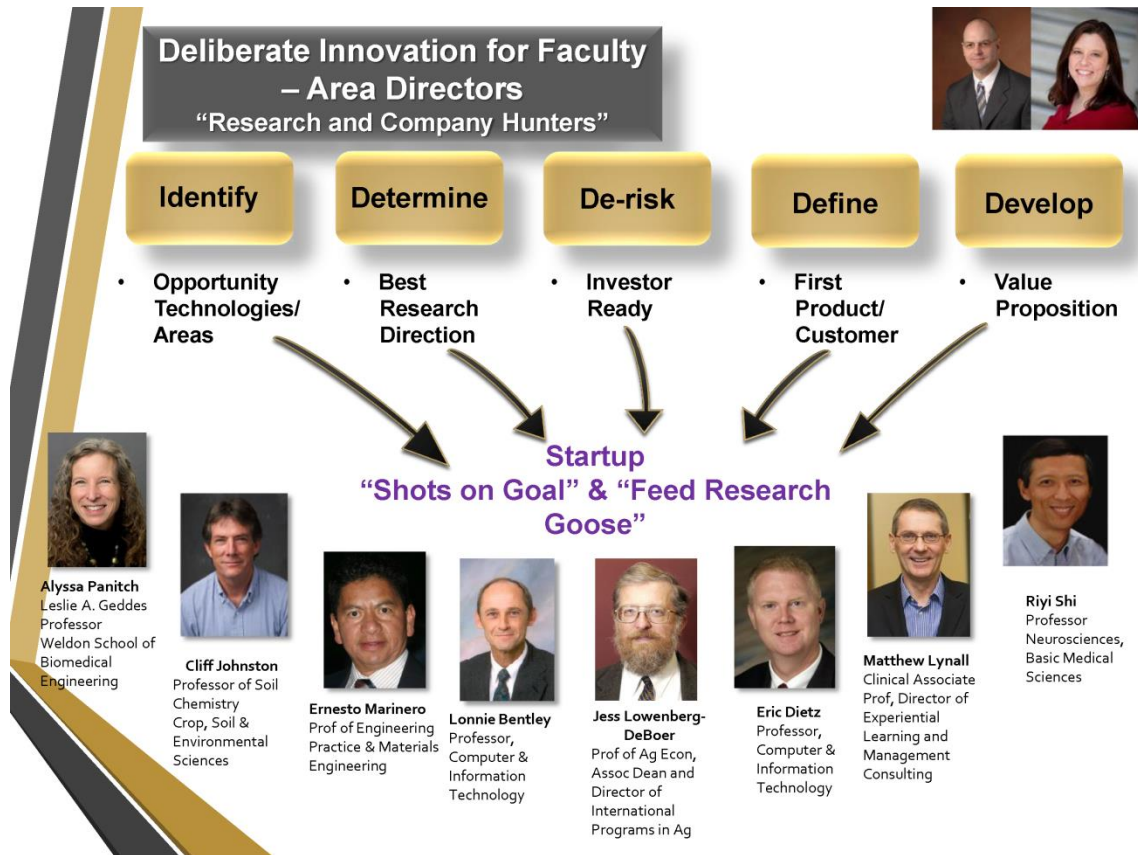 Deliberate Innovation for Faculty
– Area Directors
“Research and Company Hunters”
Identify
Determine
De-risk
Define
Develop
• Opportunity
Technologies/
Areas
• Best
Research
Direction
• Investor
Ready
• First
Product/
Customer
• Value
Proposition
Startup
“Shots on Goal” & “Feed Research
Goose”
Alyssa Panitch
Leslie A. Geddes
Professor
Weldon School of
Biomedical
Engineering
Cliff Johnston
Professor of Soil
Chemistry
Crop, Soil &
Environmental
Sciences
Ernesto Marinero
Prof of Engineering
Practice & Materials
Engineering
Lonnie Bentley
Professor,
Computer &
Information
Technology
Jess Lowenberg-
DeBoer
Prof of Ag Econ,
Assoc Dean and
Director of
International
Programs in Ag
Eric Dietz
Professor,
Computer &
Information
Technology
Matthew Lynall
Clinical Associate
Prof, Director of
Experiential
Learning and
Management
Consulting
Riyi Shi
Professor
Neurosciences,
Basic Medical
Sciences